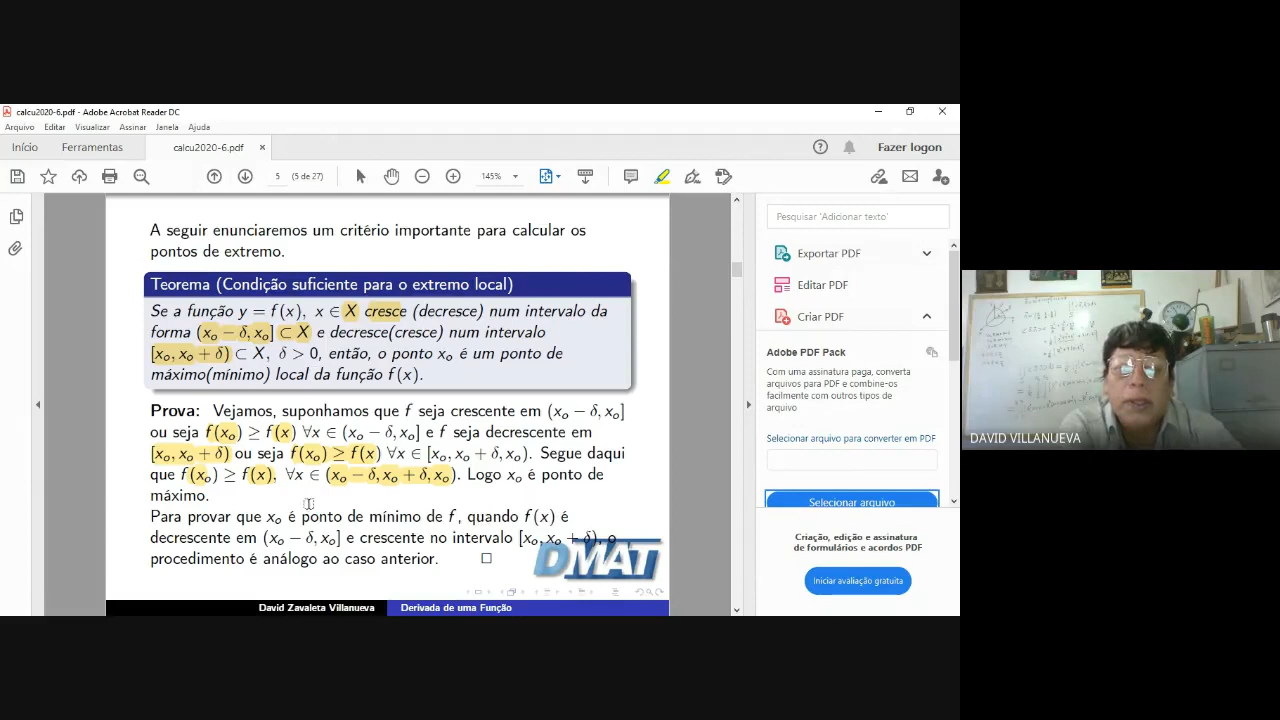 calcu2020-6.pdf - Adobe Acrobat Reader DC
Arquivo Editar Visualizar Assinar Janela Ajuda
Início Ferramentas calcu2020-6.pdf × Fazer logon
5 (5 de 27) 145%
A seguir enunciaremos um critério importante para calcular os
pontos de extremo.
Teorema (Condição suficiente para o extremo local)
Se a função y = f(x), x ∈ X cresce (decresce) num intervalo da
forma (x₀ − δ, x₀] ⊂ X e decresce(cresce) num intervalo
[x₀, x₀ + δ) ⊂ X, δ > 0, então, o ponto x₀ é um ponto de
máximo(mínimo) local da função f(x).
Prova: Vejamos, suponhamos que f seja crescente em (x₀ − δ, x₀]
ou seja f(x₀) ≥ f(x) ∀x ∈ (x₀ − δ, x₀] e f seja decrescente em
[x₀, x₀ + δ) ou seja f(x₀) ≥ f(x) ∀x ∈ [x₀, x₀ + δ, x₀). Segue daqui
que f(x₀) ≥ f(x), ∀x ∈ (x₀ − δ, x₀ + δ, x₀). Logo x₀ é ponto de
máximo.
Para provar que x₀ é ponto de mínimo de f, quando f(x) é
decrescente em (x₀ − δ, x₀] e crescente no intervalo [x₀, x₀ + δ), o
procedimento é análogo ao caso anterior. □
DMAT
David Zavaleta Villanueva Derivada de uma Função
Pesquisar 'Adicionar texto'
Exportar PDF
Editar PDF
Criar PDF
Adobe PDF Pack
Com uma assinatura paga, converta
arquivos para PDF e combine-os
facilmente com outros tipos de
arquivo
Selecionar arquivo para converter em PDF
Selecionar arquivo
Criação, edição e assinatura
de formulários e acordos PDF
Iniciar avaliação gratuita
DAVID VILLANUEVA